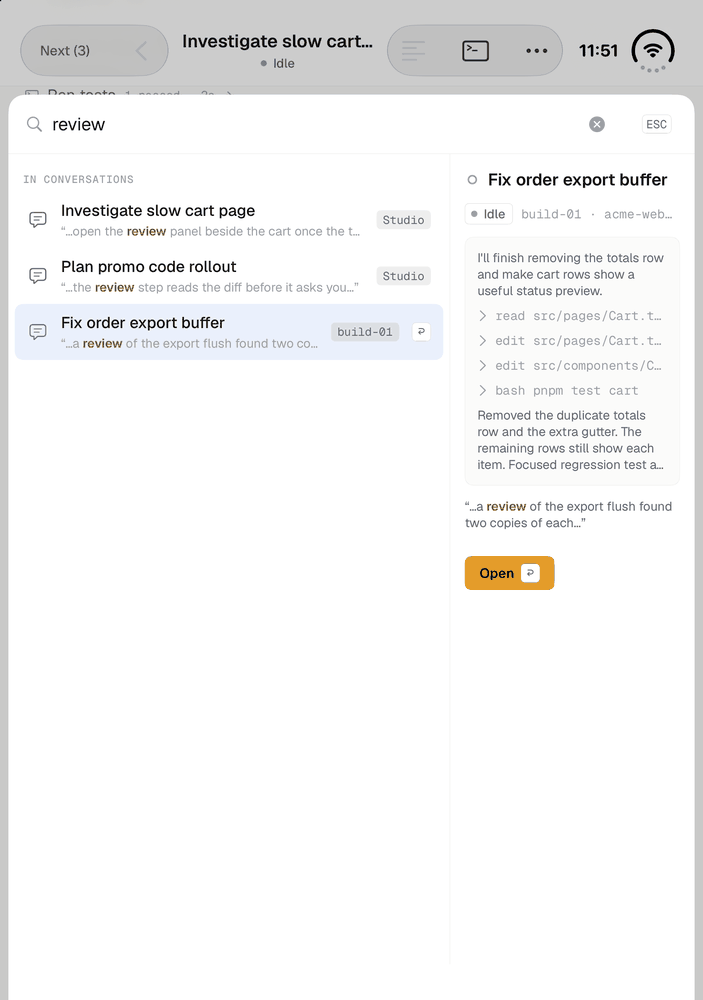 Next (3)
Investigate slow cart…
Idle
11:51
review
ESC
IN CONVERSATIONS
Investigate slow cart page
“…open the review panel beside the cart once the t…
Studio
Plan promo code rollout
“…the review step reads the diff before it asks you…”
Studio
Fix order export buffer
“…a review of the export flush found two co…
build-01
Fix order export buffer
Idle
build-01 · acme-web…
I'll finish removing the totals row
and make cart rows show a
useful status preview.
read src/pages/Cart.t…
edit src/pages/Cart.t…
edit src/components/C…
bash pnpm test cart
Removed the duplicate totals
row and the extra gutter. The
remaining rows still show each
item. Focused regression test a…
“…a review of the export flush found
two copies of each…”
Open